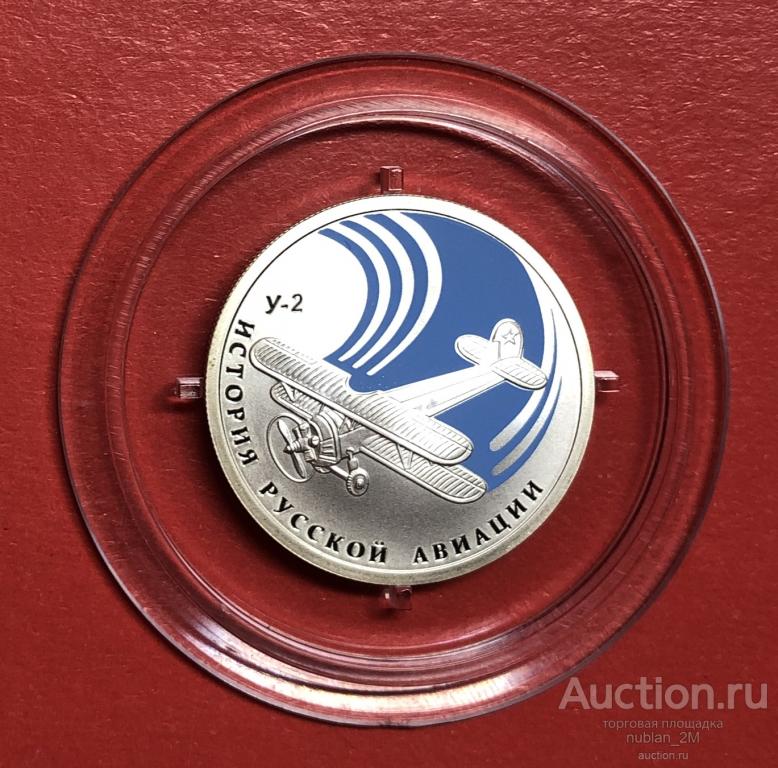 У-2
ИСТОРИЯ РУССКОЙ АВИАЦИИ
Auction.ru
торговая площадка
nublan_2M
auction.ru